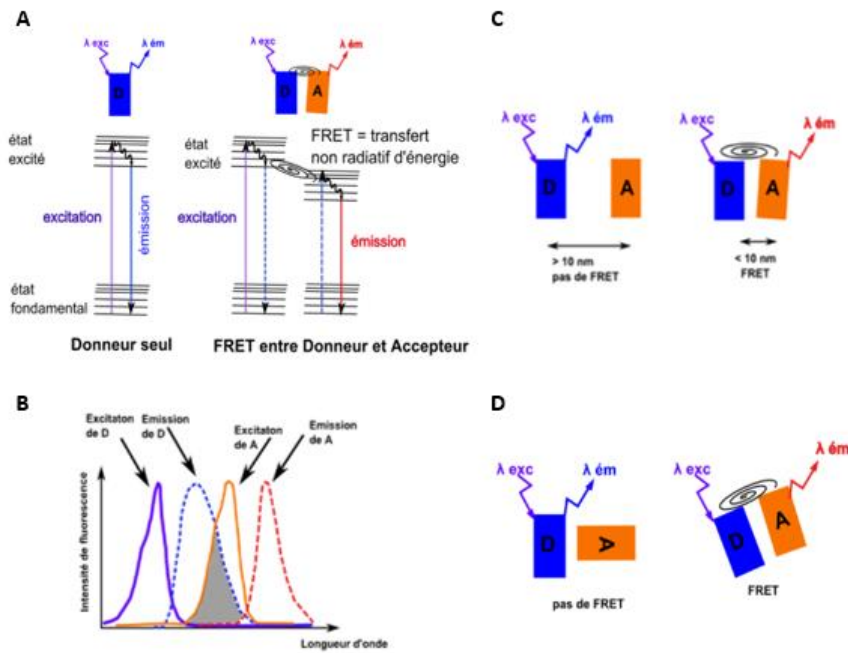 A
λ exc
λ ém
D
λ exc
λ ém
D
A
état
excité
état
excité
FRET = transfert
non radiatif d'énergie
excitation
émission
excitation
émission
état
fondamental
état
fondamental
Donneur seul
FRET entre Donneur et Accepteur
B
Excitaton
de D
Emission
de D
Excitaton
de A
Emission
de A
Intensité de fluorescence
Longueur d'onde
C
λ exc
λ ém
D
A
> 10 nm
pas de FRET
λ exc
λ ém
D
A
< 10 nm
FRET
D
λ exc
λ ém
D
A
pas de FRET
λ exc
λ ém
D
A
FRET